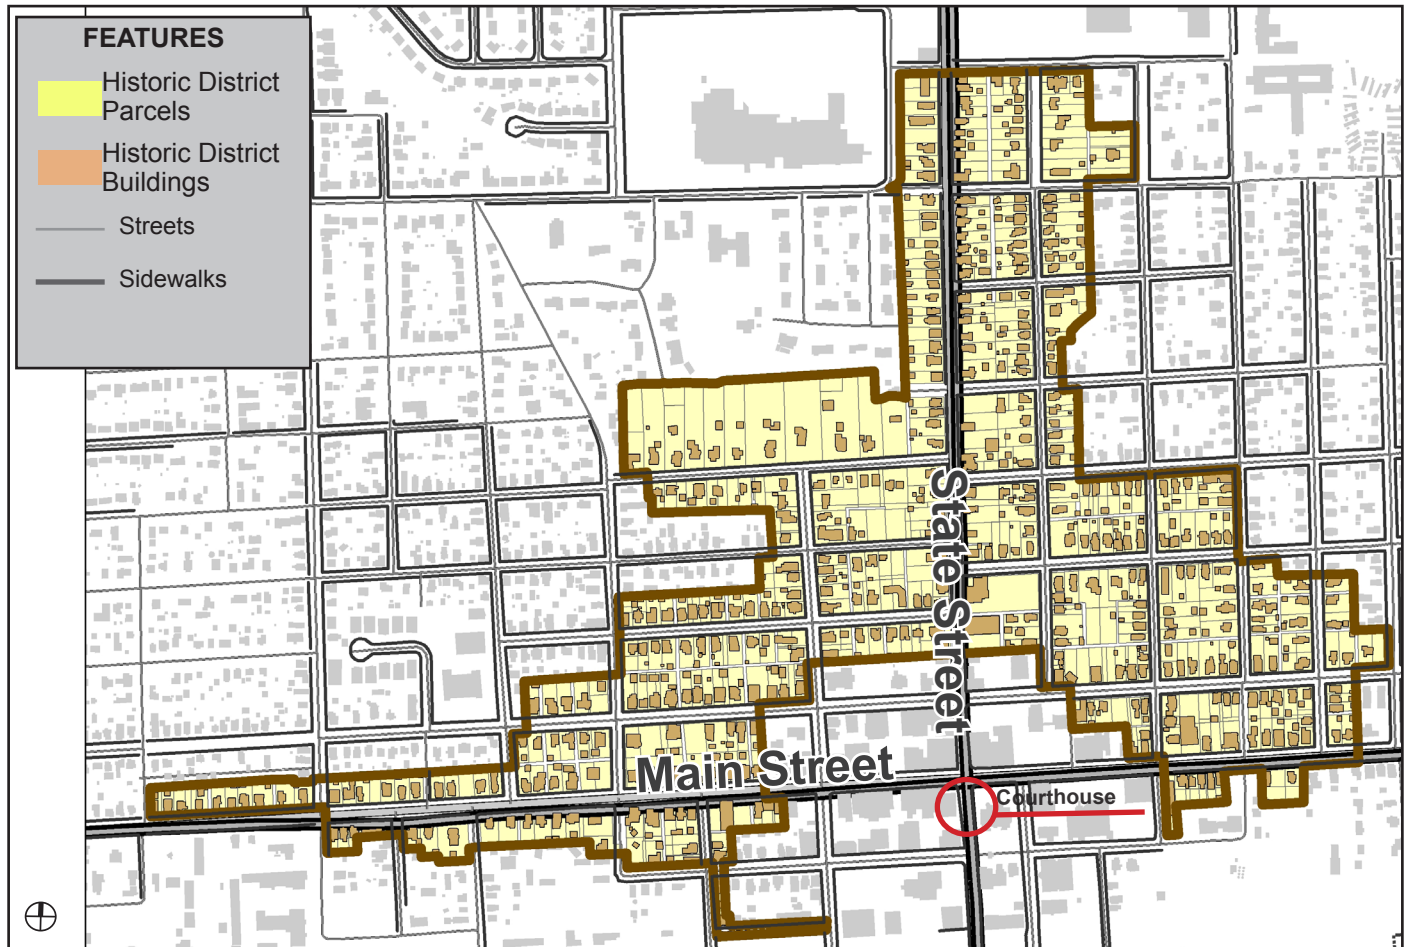 FEATURES
Historic District
Parcels
Historic District
Buildings
Streets
Sidewalks
State Street
Main Street
Courthouse